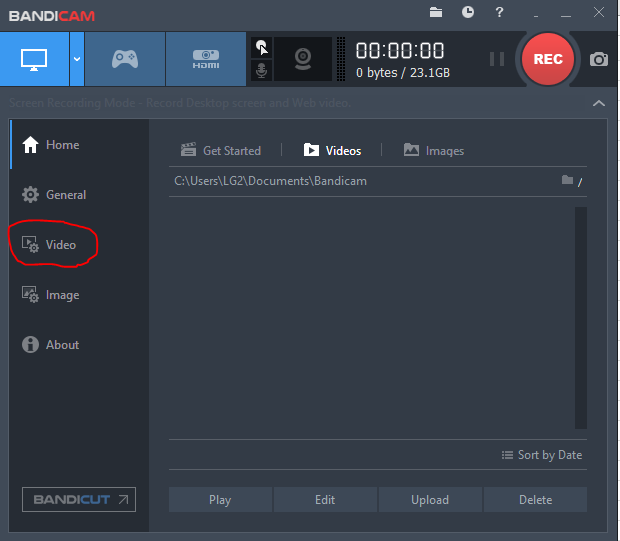 BANDICAM
?
HDMI
00:00:00
0 bytes / 23.1GB
REC
Screen Recording Mode - Record Desktop screen and Web video.
Home
Get Started
Videos
Images
C:\Users\LG2\Documents\Bandicam
/
General
Video
Image
About
Sort by Date
BANDICUT
Play
Edit
Upload
Delete